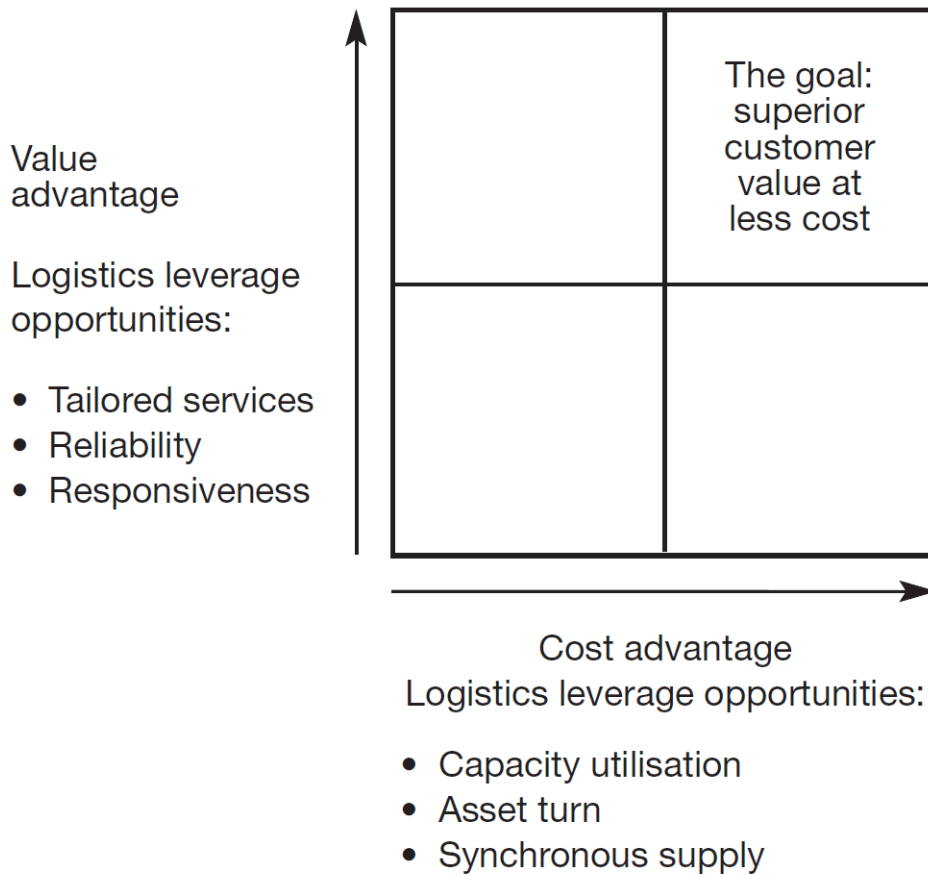 The goal:
superior
customer
value at
less cost
Value
advantage
Logistics leverage
opportunities:
• Tailored services
• Reliability
• Responsiveness
Cost advantage
Logistics leverage opportunities:
• Capacity utilisation
• Asset turn
• Synchronous supply